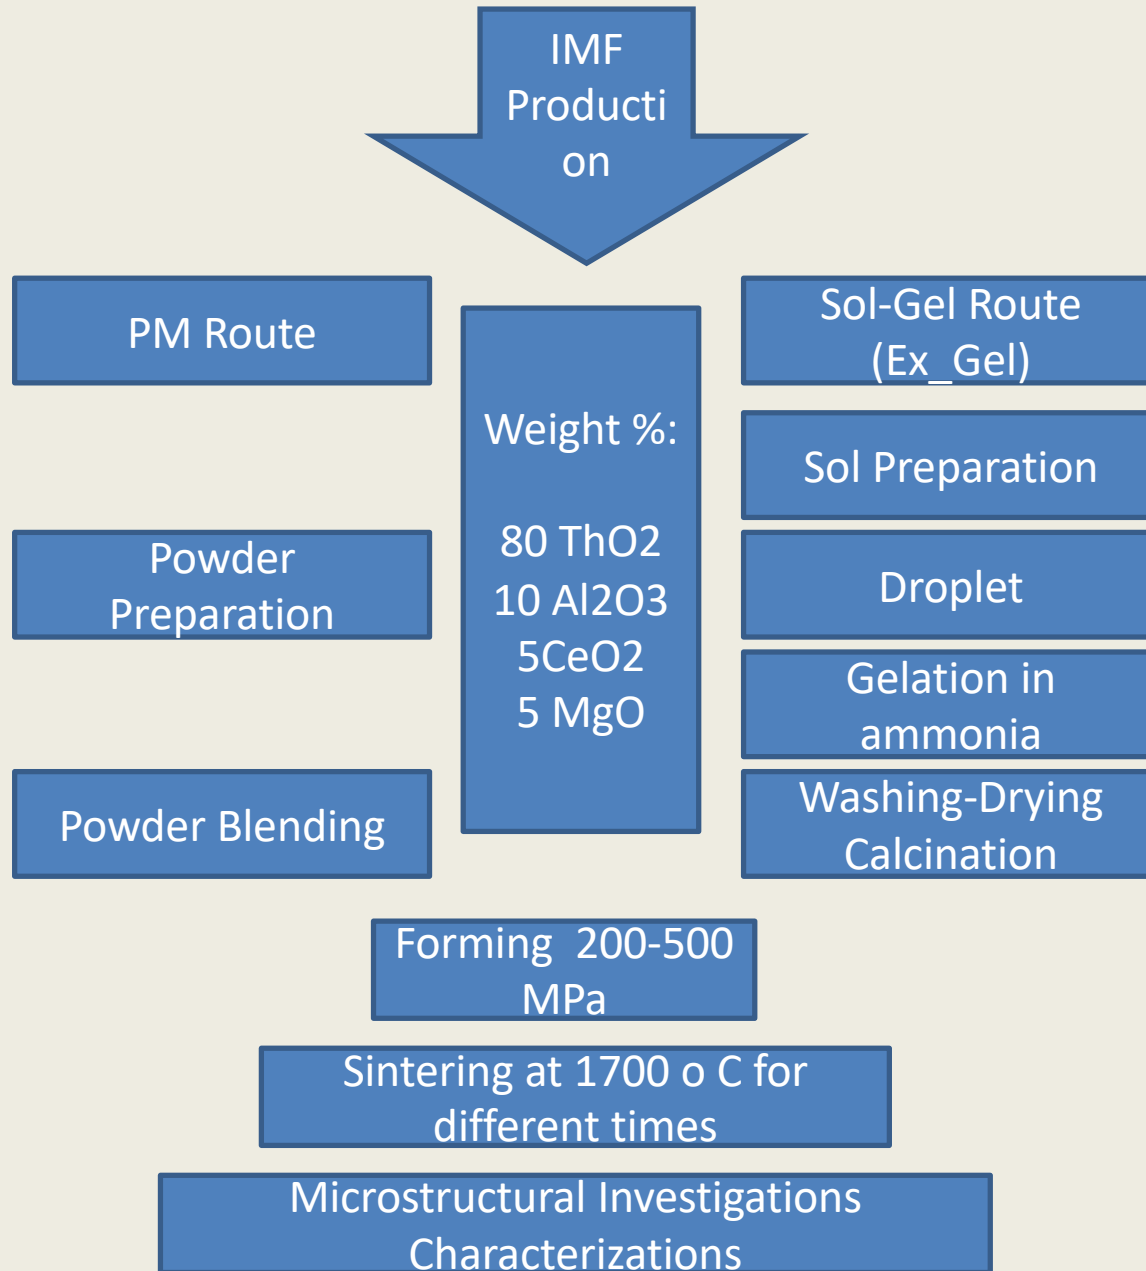 IMF
Producti
on
PM Route
Powder
Preparation
Powder Blending
Weight %:
80 ThO2
10 Al2O3
5CeO2
5 MgO
Sol-Gel Route
(Ex_Gel)
Sol Preparation
Droplet
Gelation in
ammonia
Washing-Drying
Calcination
Forming  200-500
MPa
Sintering at 1700 o C for
different times
Microstructural Investigations
Characterizations